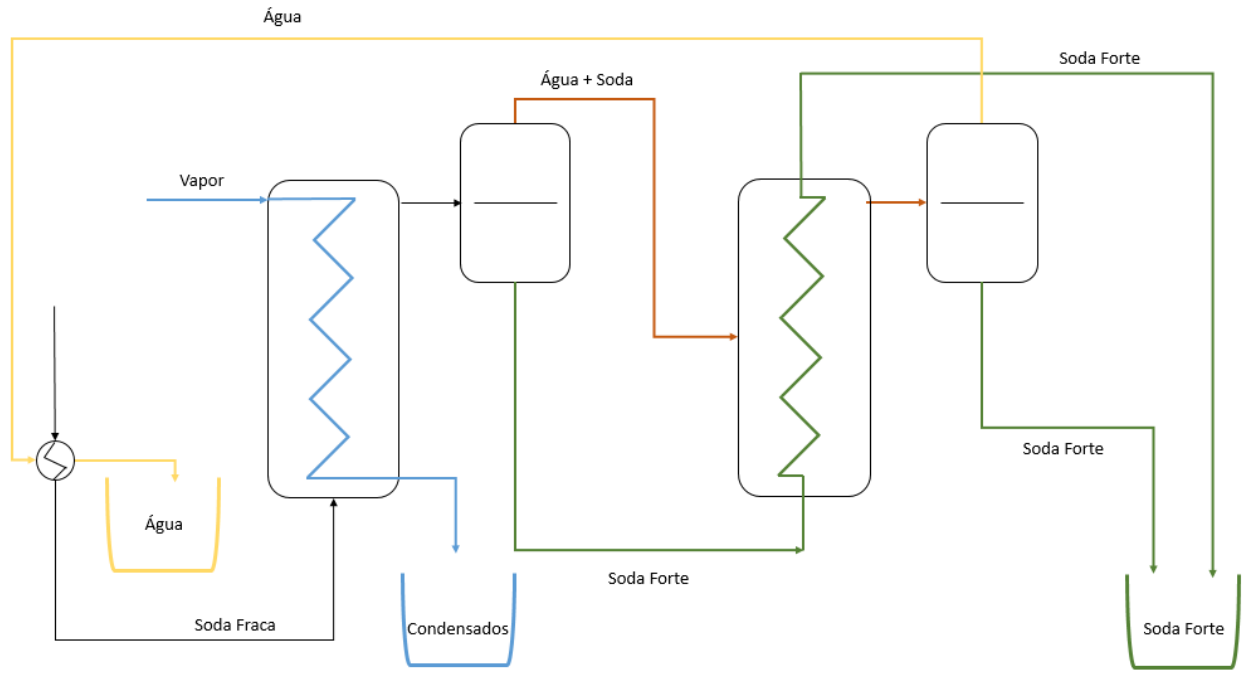 Água
Soda Forte
Água + Soda
Vapor
Soda Forte
Água
Soda Forte
Soda Fraca
Condensados
Soda Forte